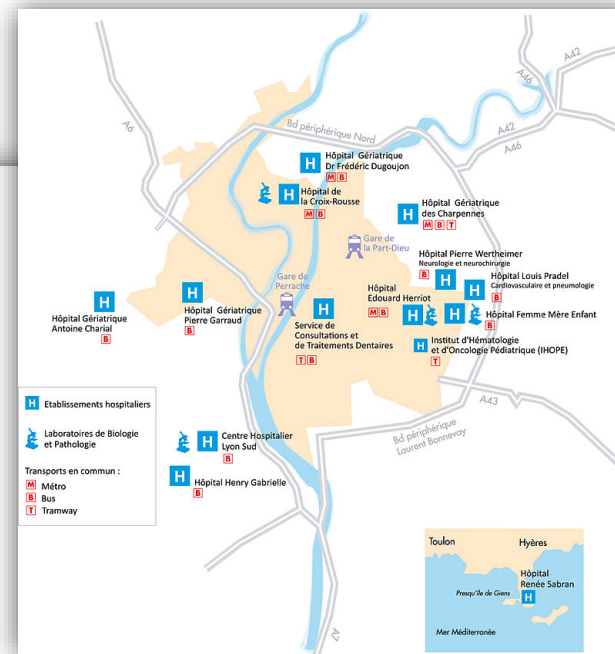 A42
A46
A6
Bd périphérique Nord
A42
A46
H
Hôpital Gériatrique
Dr Frédéric Dugoujon
M B
H
Hôpital de
la Croix-Rousse
M B
H
Hôpital Gériatrique
des Charpennes
M B T
Gare de
la Part-Dieu
Hôpital Pierre Wertheimer
Neurologie et neurochirurgie
B
H
Hôpital Louis Pradel
Cardiovasculaire et pneumologie
B
H
Gare de
Perrache
Hôpital
Edouard Herriot
M B
H
H
Hôpital Femme Mère Enfant
B
H
Hôpital Gériatrique
Antoine Charial
B
H
Hôpital Gériatrique
Pierre Garraud
B
H
Service de
Consultations et
de Traitements Dentaires
T B
H
Institut d'Hématologie
et d'Oncologie Pédiatrique (IHOPE)
T
A43
Bd périphérique
Laurent Bonnevay
H
Centre Hospitalier
Lyon Sud
B
H
Hôpital Henry Gabrielle
B
A7
H Etablissements hospitaliers
Laboratoires de Biologie
et Pathologie
Transports en commun :
M Métro
B Bus
T Tramway
Toulon
Hyères
Hôpital
Renée Sabran
H
Presqu'île de Giens
Mer Méditerranée